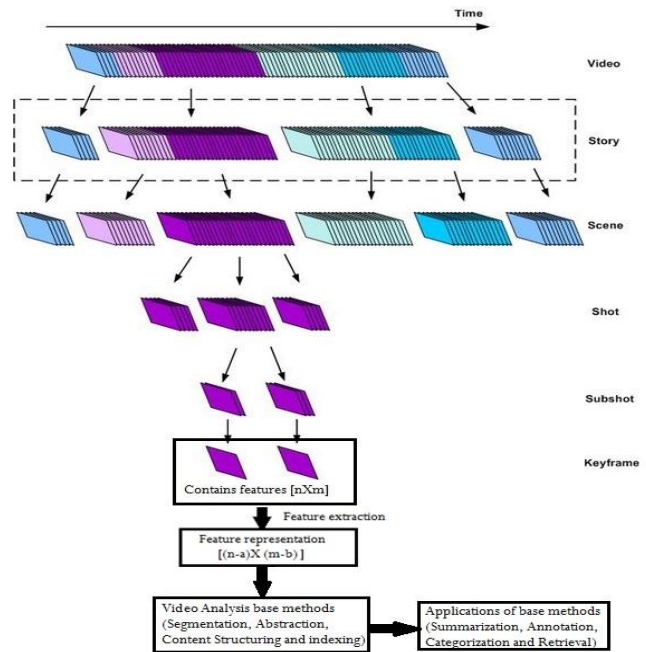 Time
Video
Story
Scene
Shot
Subshot
Keyframe
Contains features [nXm]
Feature extraction
Feature representation
[(n-a)X (m-b) ]
Video Analysis base methods
(Segmentation, Abstraction,
Content Structuring and indexing)
Applications of base methods
(Summarization, Annotation,
Categorization and Retrieval)